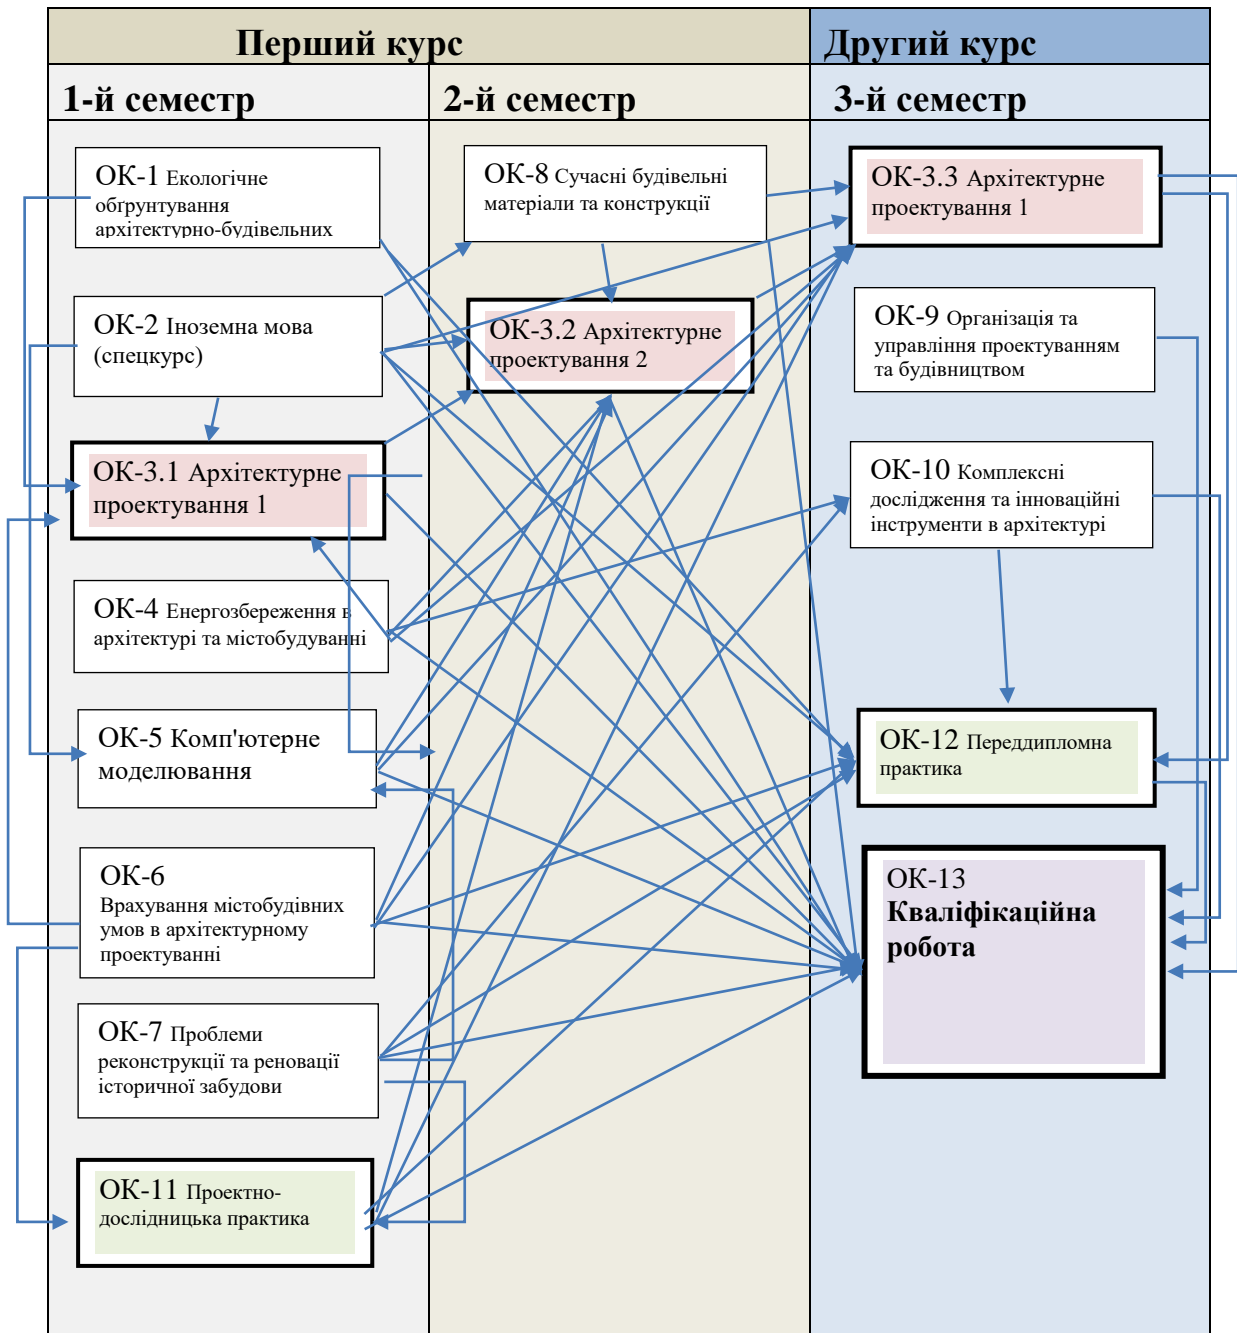 Перший курс
Другий курс
1-й семестр
2-й семестр
3-й семестр
ОК-1 Екологічне
обґрунтування
архітектурно-будівельних
ОК-2 Іноземна мова
(спецкурс)
ОК-3.1 Архітектурне
проектування 1
ОК-4 Енергозбереження в
архітектурі та містобудуванні
ОК-5 Комп'ютерне
моделювання
ОК-6
Врахування містобудівних
умов в архітектурному
проектуванні
ОК-7 Проблеми
реконструкції та реновації
історичної забудови
ОК-11 Проектно-
дослідницька практика
ОК-8 Сучасні будівельні
матеріали та конструкції
ОК-3.2 Архітектурне
проектування 2
ОК-3.3 Архітектурне
проектування 1
ОК-9 Організація та
управління проектуванням
та будівництвом
ОК-10 Комплексні
дослідження та інноваційні
інструменти в архітектурі
ОК-12 Переддипломна
практика
ОК-13
Кваліфікаційна
робота